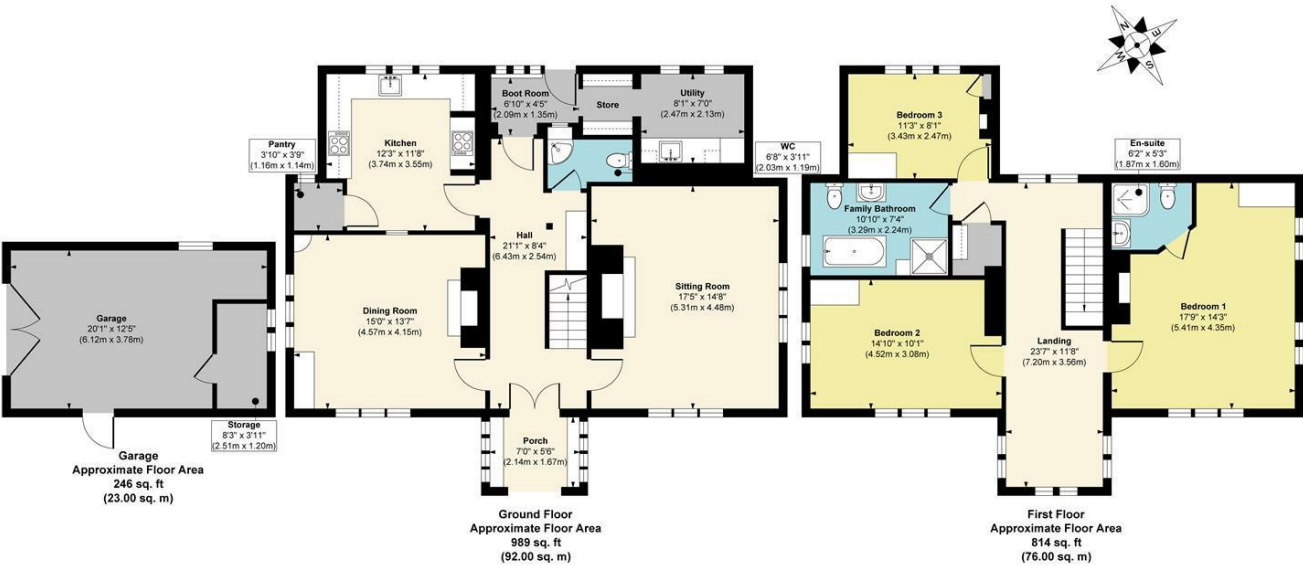 N
E
W
S
Boot Room
6'10" x 4'5"
(2.09m x 1.35m)
Store
Utility
8'1" x 7'0"
(2.47m x 2.13m)
Kitchen
12'3" x 11'8"
(3.74m x 3.55m)
Pantry
3'10" x 3'9"
(1.16m x 1.14m)
WC
6'8" x 3'11"
(2.03m x 1.19m)
Hall
21'1" x 8'4"
(6.43m x 2.54m)
Sitting Room
17'5" x 14'8"
(5.31m x 4.48m)
Dining Room
15'0" x 13'7"
(4.57m x 4.15m)
Porch
7'0" x 5'6"
(2.14m x 1.67m)
Garage
20'1" x 12'5"
(6.12m x 3.78m)
Storage
8'3" x 3'11"
(2.51m x 1.20m)
Garage
Approximate Floor Area
246 sq. ft
(23.00 sq. m)
Ground Floor
Approximate Floor Area
989 sq. ft
(92.00 sq. m)
Bedroom 3
11'3" x 8'1"
(3.43m x 2.47m)
En-suite
6'2" x 5'3"
(1.87m x 1.60m)
Family Bathroom
10'10" x 7'4"
(3.29m x 2.24m)
Bedroom 1
17'9" x 14'3"
(5.41m x 4.35m)
Bedroom 2
14'10" x 10'1"
(4.52m x 3.08m)
Landing
23'7" x 11'8"
(7.20m x 3.56m)
First Floor
Approximate Floor Area
814 sq. ft
(76.00 sq. m)